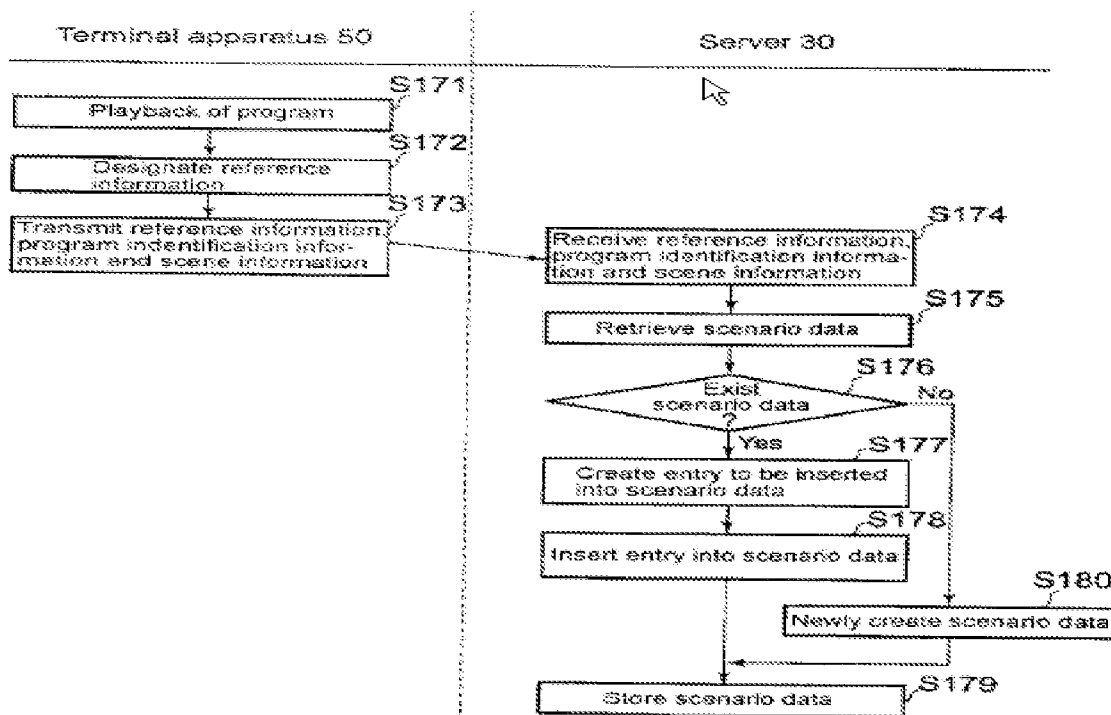 Terminal apparatus 50
Server 30
S171
Playback of program
S172
Designate reference
information
S173
Transmit reference information,
program indentification infor-
mation and scene information
S174
Receive reference information,
program identification informa-
tion and scene information
S175
Retrieve scenario data
S176
Exist
scenario data
?
No
Yes
S177
Create entry to be inserted
into scenario data
S178
Insert entry into scenario data
S180
Newly create scenario data
S179
Store scenario data